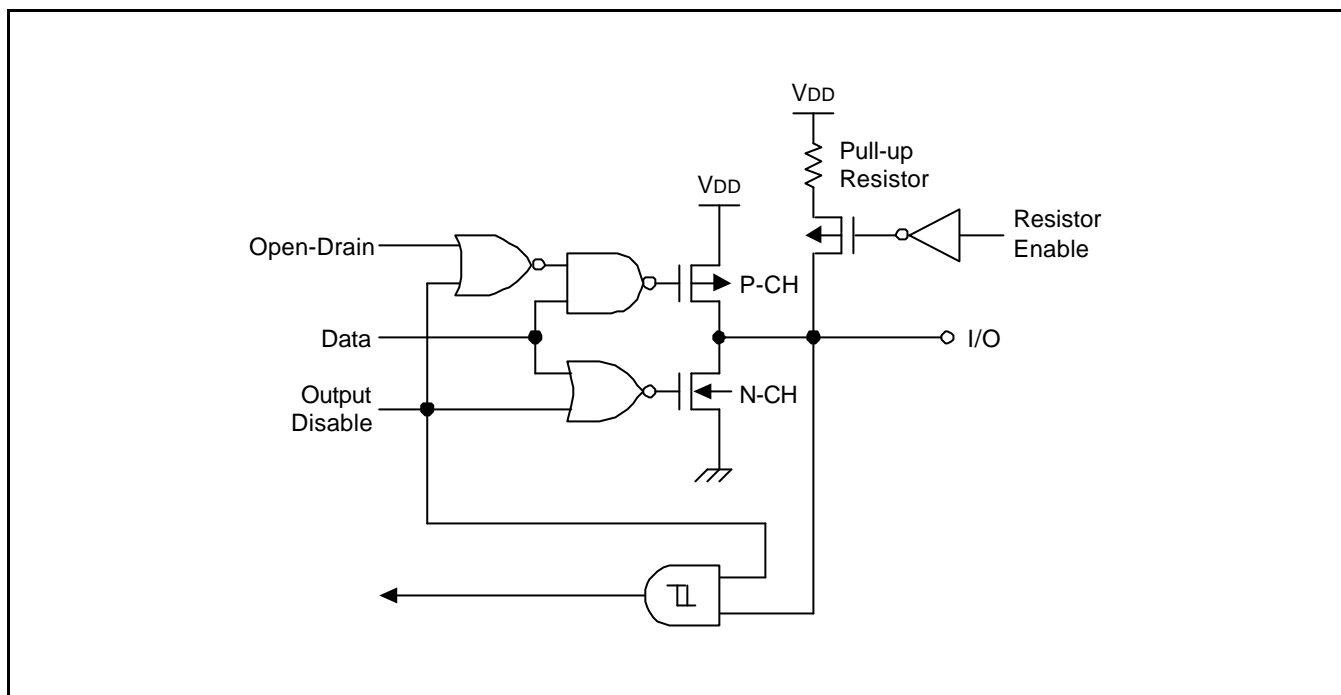 VDD
Pull-up
Resistor
VDD
Resistor
Enable
Open-Drain
P-CH
Data
I/O
Output
Disable
N-CH